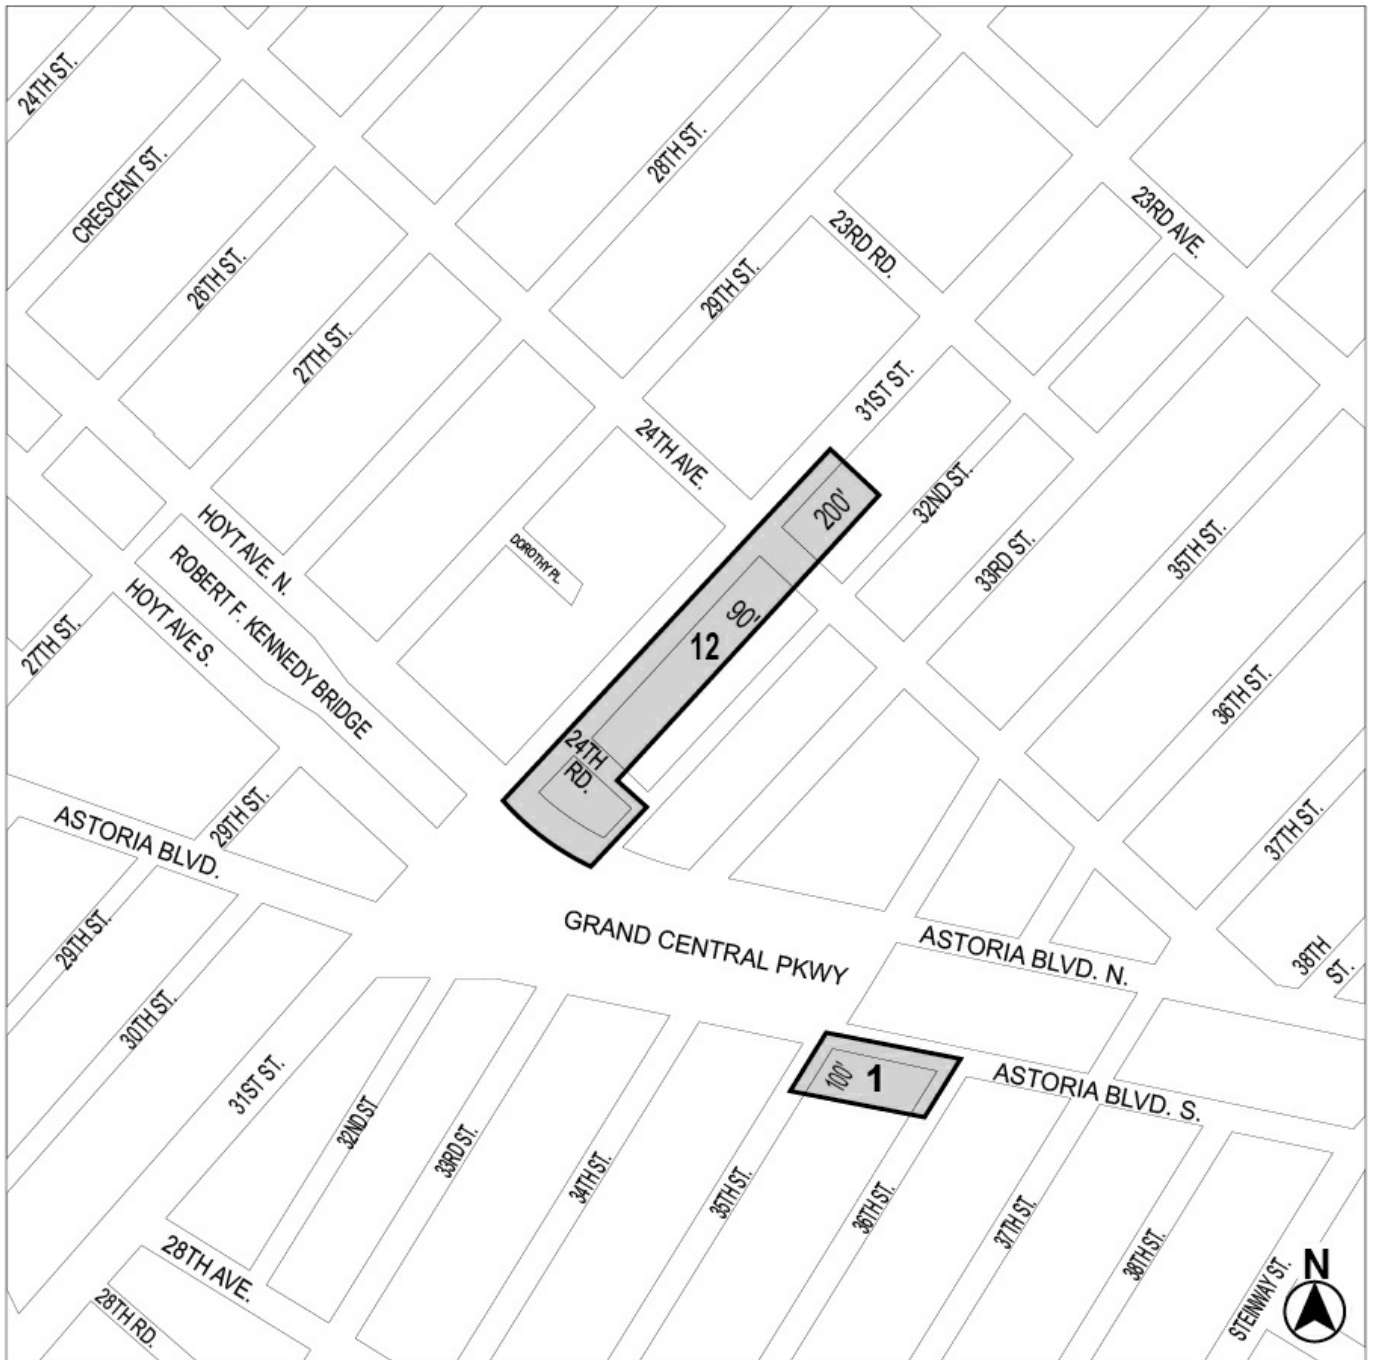 24TH ST.
CRESCENT ST.
26TH ST.
27TH ST.
28TH ST.
29TH ST.
23RD RD.
23RD AVE.
31ST ST.
24TH AVE.
32ND ST.
33RD ST.
35TH ST.
36TH ST.
37TH ST.
38TH
ST.
HOYT AVE. N.
ROBERT F. KENNEDY BRIDGE
HOYT AVE S.
27TH ST.
DOROTHY PL.
200'
90'
12
24TH
RD.
29TH ST.
ASTORIA BLVD.
GRAND CENTRAL PKWY
ASTORIA BLVD. N.
100'
1
ASTORIA BLVD. S.
29TH ST.
30TH ST.
31ST ST.
32ND ST
33RD ST.
34TH ST.
35TH ST.
36TH ST.
37TH ST.
38TH ST.
STEINWAY ST.
28TH AVE.
28TH RD.
N